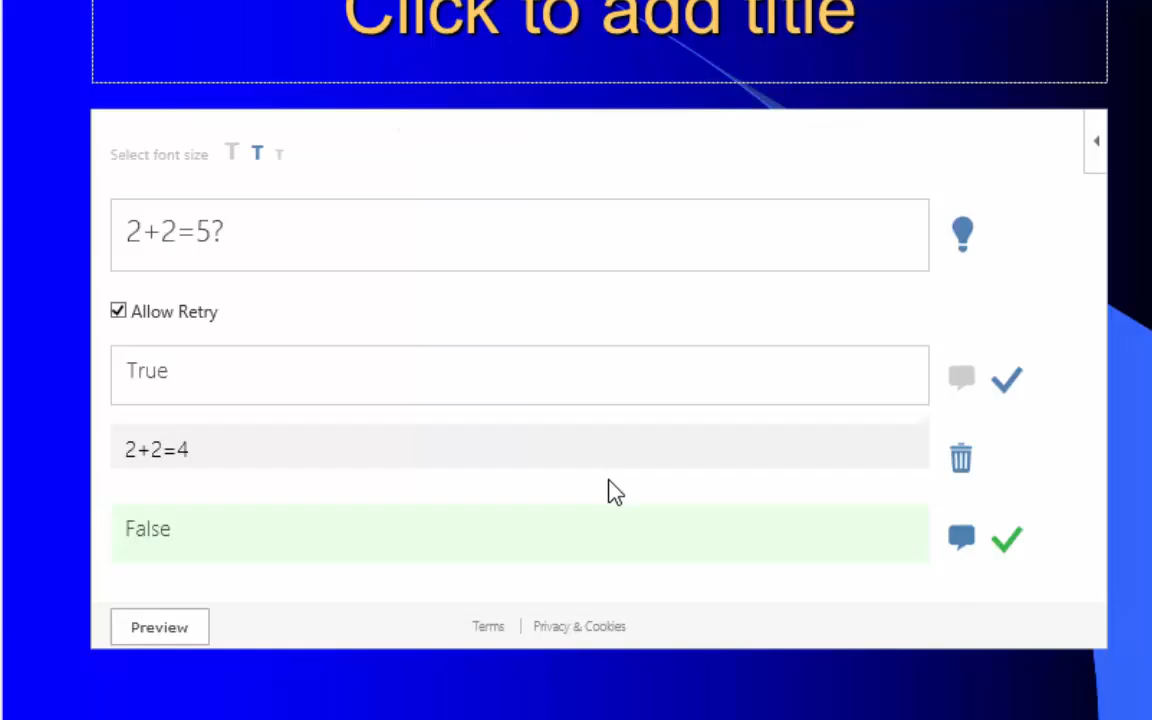 Click to add title
Select font size T T T
2+2=5?
Allow Retry
True
2+2=4
False
Preview
Terms | Privacy & Cookies